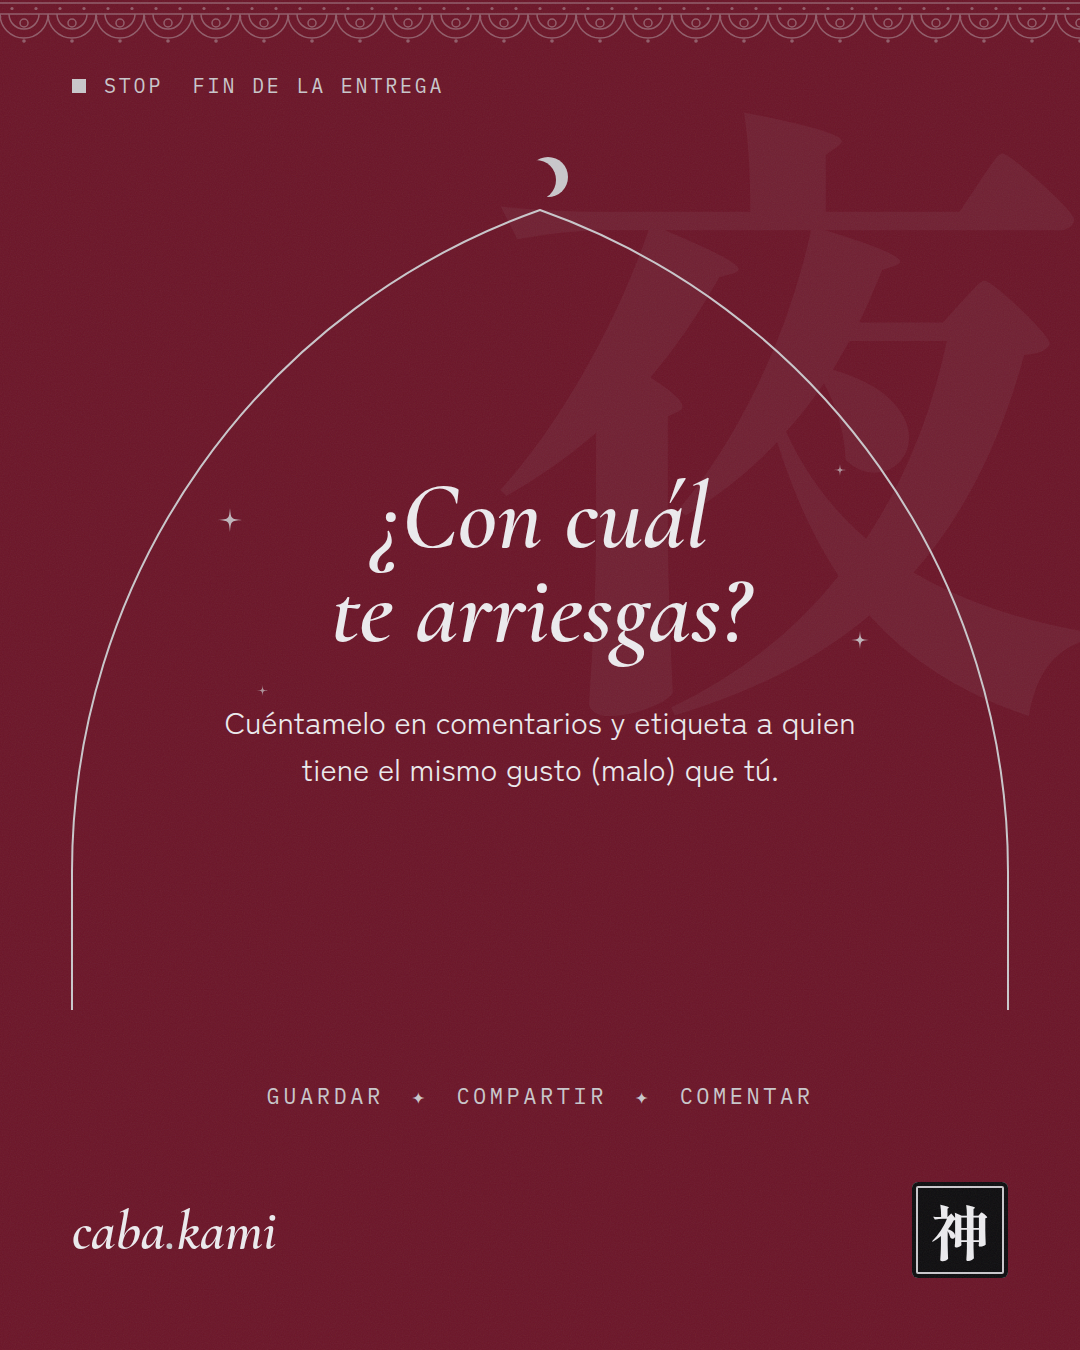 STOP FIN DE LA ENTREGA
夜
¿Con cuál
te arriesgas?
Cuéntamelo en comentarios y etiqueta a quien
tiene el mismo gusto (malo) que tú.
GUARDAR ✦ COMPARTIR ✦ COMENTAR
caba.kami
神